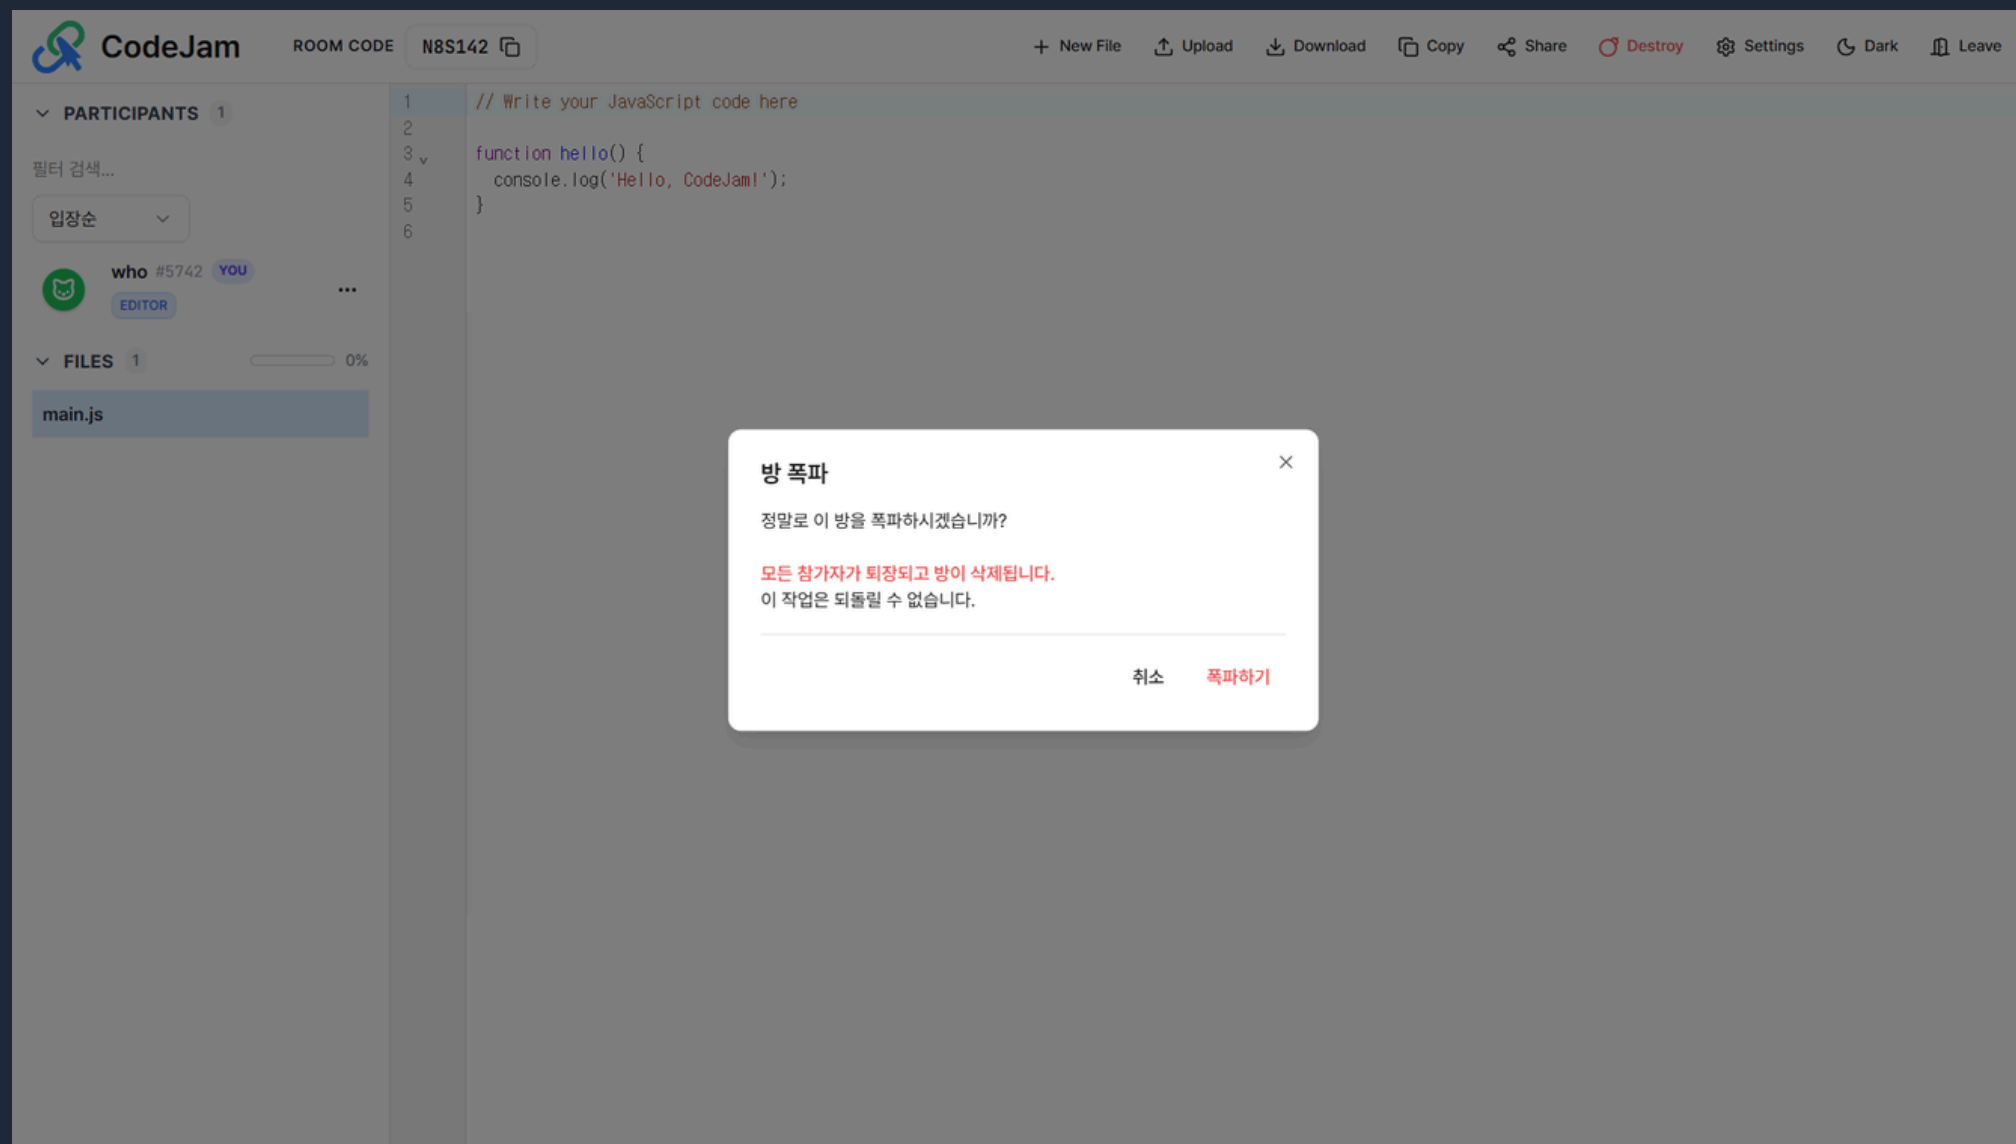 CodeJam
ROOM CODE N8S142
New File Upload Download Copy Share Destroy Settings Dark Leave
PARTICIPANTS 1
필터 검색...
입장순
who #5742 YOU
EDITOR
FILES 1 0%
main.js
1 // Write your JavaScript code here
2
3 function hello() {
4 console.log('Hello, CodeJam!');
5 }
6
방 폭파
정말로 이 방을 폭파하시겠습니까?
모든 참가자가 퇴장되고 방이 삭제됩니다.
이 작업은 되돌릴 수 없습니다.
취소 폭파하기